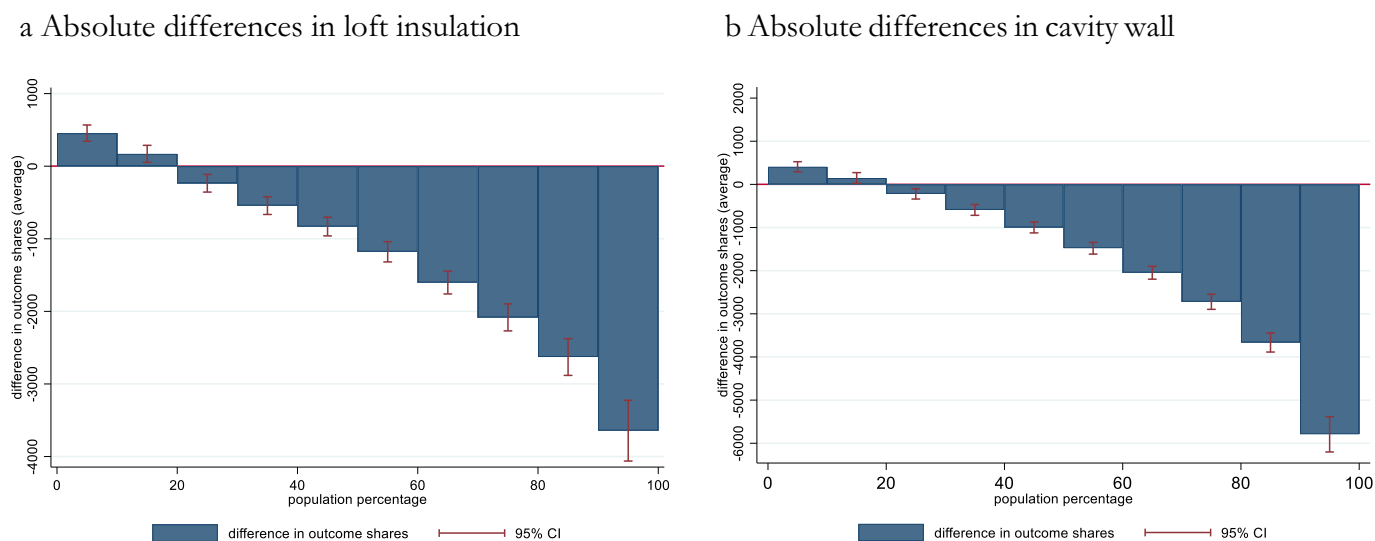 a Absolute differences in loft insulation
difference in outcome shares (average)
1000
0
-1000
-2000
-3000
-4000
0 20 40 60 80 100
population percentage
difference in outcome shares 95% CI
b Absolute differences in cavity wall
difference in outcome shares (average)
2000
1000
0
-1000
-2000
-3000
-4000
-5000
-6000
0 20 40 60 80 100
population percentage
difference in outcome shares 95% CI